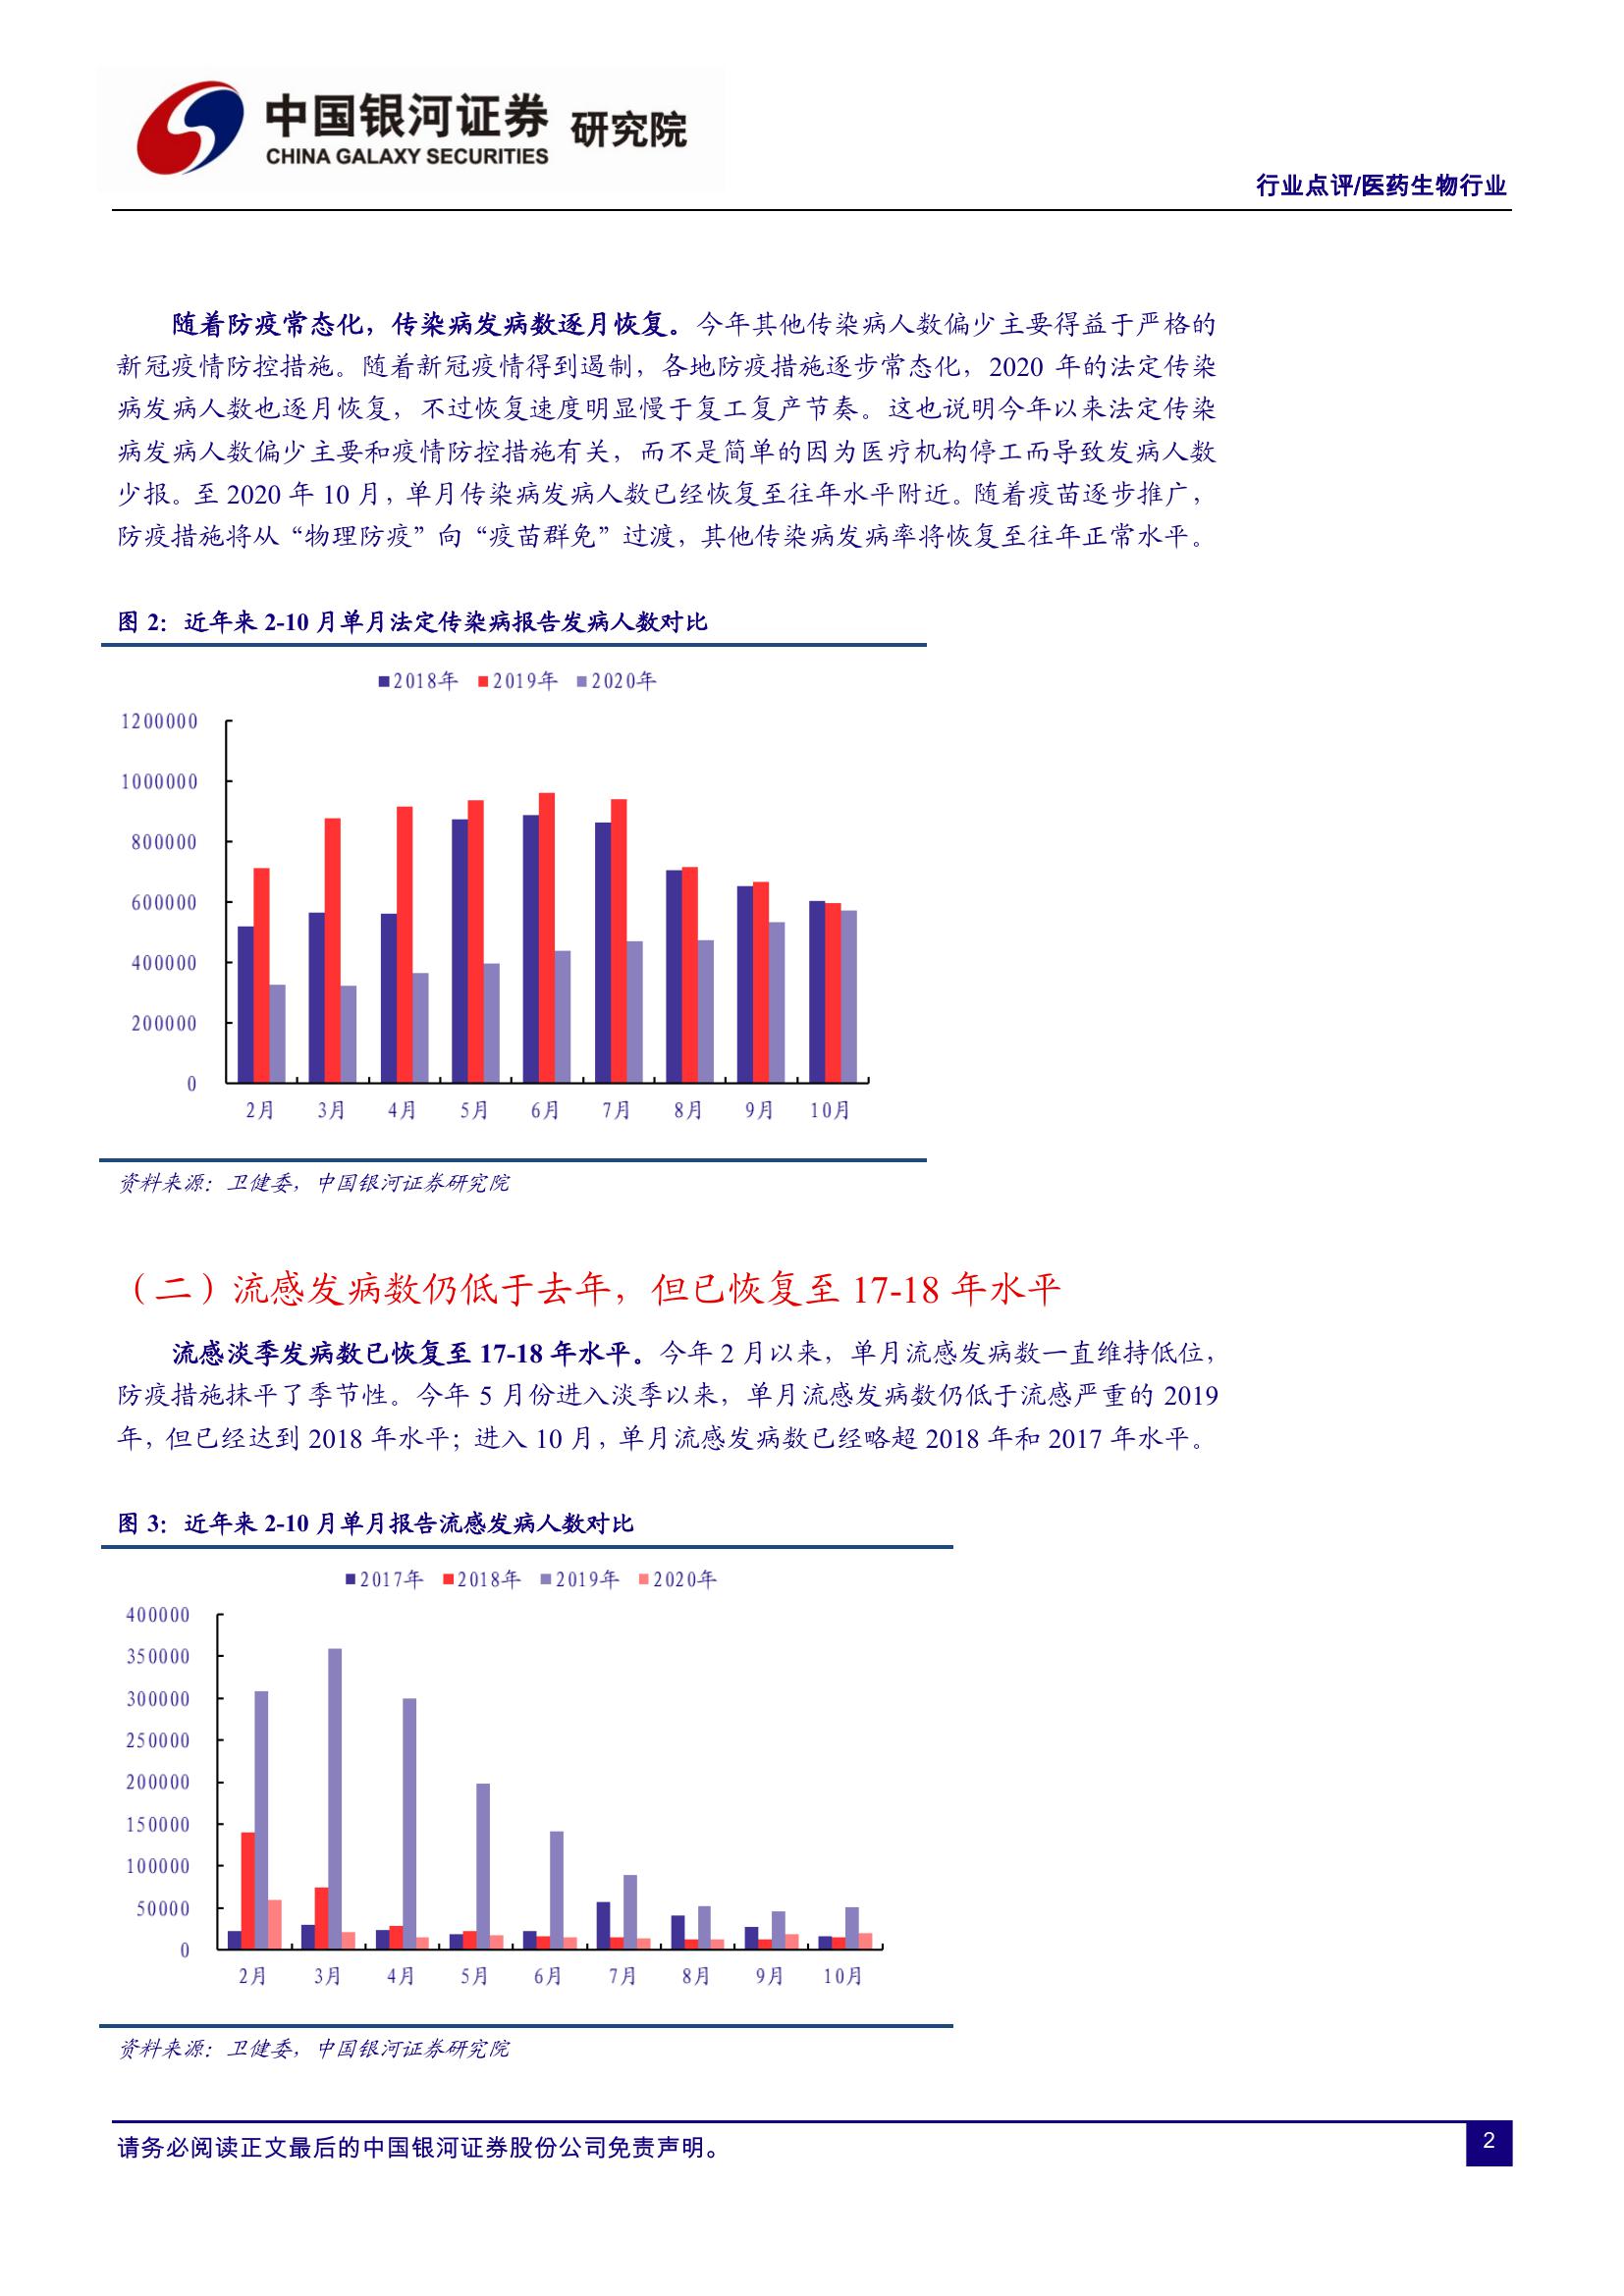 中国银河证券 研究院
CHINA GALAXY SECURITIES
行业点评/医药生物行业
随着防疫常态化，传染病发病数逐月恢复。今年其他传染病人数偏少主要得益于严格的
新冠疫情防控措施。随着新冠疫情得到遏制，各地防疫措施逐步常态化，2020 年的法定传染
病发病人数也逐月恢复，不过恢复速度明显慢于复工复产节奏。这也说明今年以来法定传染
病发病人数偏少主要和疫情防控措施有关，而不是简单的因为医疗机构停工而导致发病人数
少报。至 2020 年 10 月，单月传染病发病人数已经恢复至往年水平附近。随着疫苗逐步推广，
防疫措施将从“物理防疫”向“疫苗群免”过渡，其他传染病发病率将恢复至往年正常水平。
图 2：近年来 2-10 月单月法定传染病报告发病人数对比
2018年 2019年 2020年
1200000
1000000
800000
600000
400000
200000
0
2月 3月 4月 5月 6月 7月 8月 9月 10月
资料来源：卫健委，中国银河证券研究院
（二）流感发病数仍低于去年，但已恢复至 17-18 年水平
流感淡季发病数已恢复至 17-18 年水平。今年 2 月以来，单月流感发病数一直维持低位，
防疫措施抹平了季节性。今年 5 月份进入淡季以来，单月流感发病数仍低于流感严重的 2019
年，但已经达到 2018 年水平；进入 10 月，单月流感发病数已经略超 2018 年和 2017 年水平。
图 3：近年来 2-10 月单月报告流感发病人数对比
2017年 2018年 2019年 2020年
400000
350000
300000
250000
200000
150000
100000
50000
0
2月 3月 4月 5月 6月 7月 8月 9月 10月
资料来源：卫健委，中国银河证券研究院
请务必阅读正文最后的中国银河证券股份公司免责声明。
2